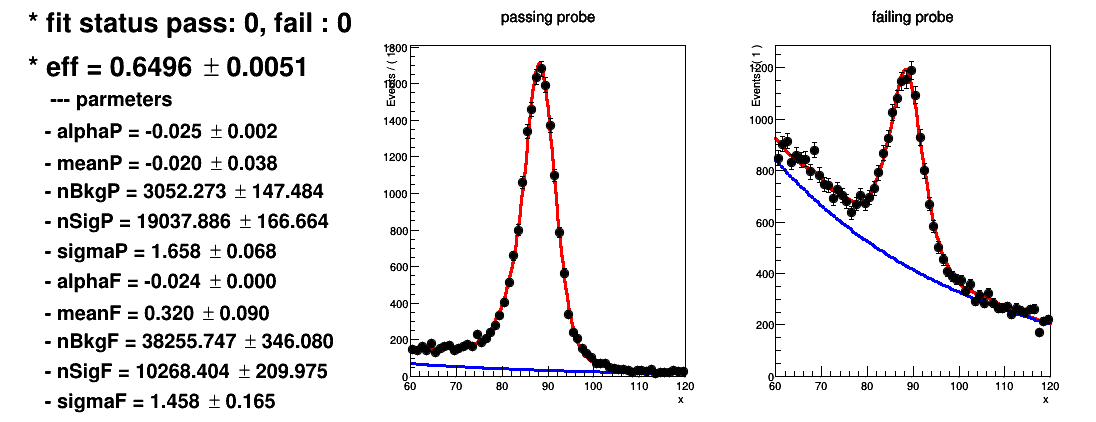 * fit status pass: 0, fail : 0
* eff = 0.6496 ± 0.0051
--- parmeters
- alphaP = -0.025 ± 0.002
- meanP = -0.020 ± 0.038
- nBkgP = 3052.273 ± 147.484
- nSigP = 19037.886 ± 166.664
- sigmaP = 1.658 ± 0.068
- alphaF = -0.024 ± 0.000
- meanF = 0.320 ± 0.090
- nBkgF = 38255.747 ± 346.080
- nSigF = 10268.404 ± 209.975
- sigmaF = 1.458 ± 0.165
passing probe
Events / ( 1 )
1800
1600
1400
1200
1000
800
600
400
200
0
60 70 80 90 100 110 120
x
failing probe
Events / ( 1 )
1200
1000
800
600
400
200
0
60 70 80 90 100 110 120
x